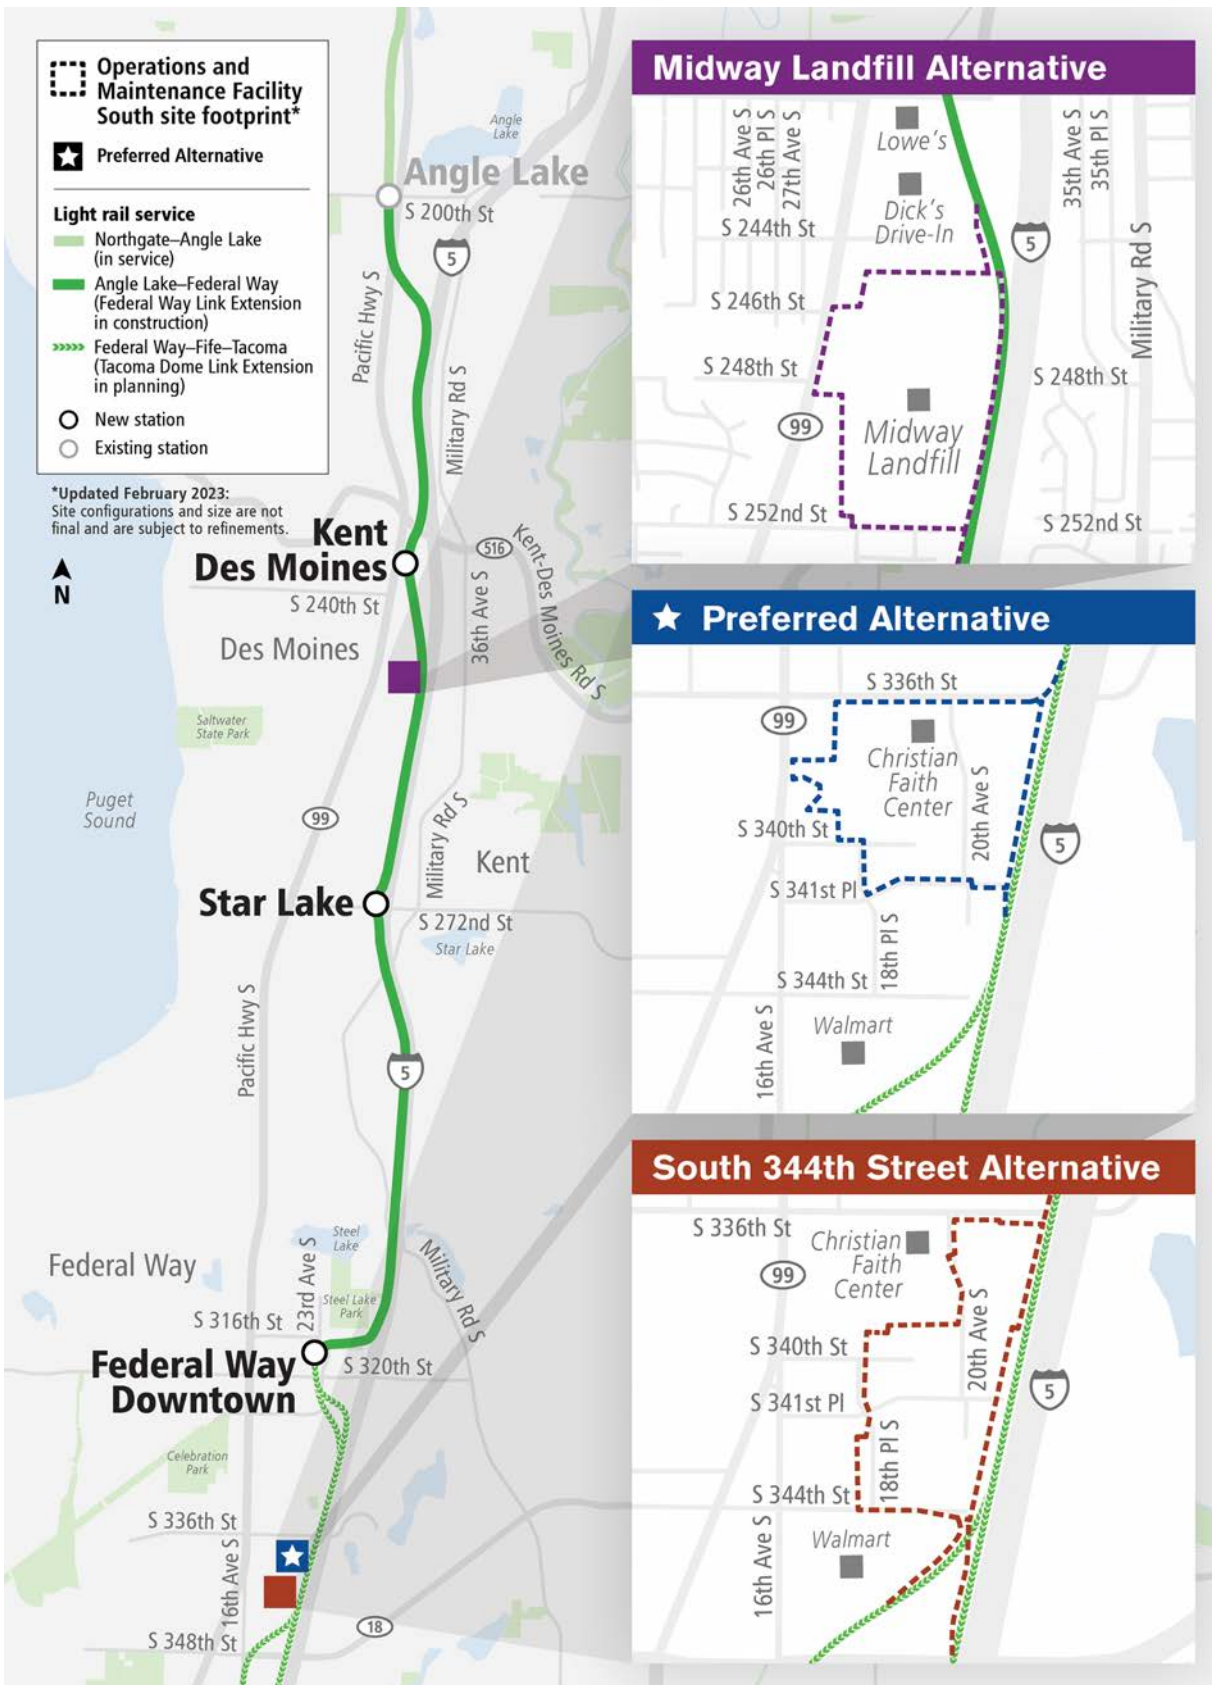 Operations and
Maintenance Facility
South site footprint*
Preferred Alternative
Light rail service
Northgate–Angle Lake
(in service)
Angle Lake–Federal Way
(Federal Way Link Extension
in construction)
Federal Way–Fife–Tacoma
(Tacoma Dome Link Extension
in planning)
New station
Existing station
*Updated February 2023:
Site configurations and size are not
final and are subject to refinements.
N
Angle
Lake
Angle Lake
S 200th St
5
Pacific Hwy S
Military Rd S
Kent
Des Moines
516
Kent-Des Moines Rd S
36th Ave S
S 240th St
Des Moines
Saltwater
State Park
Puget
Sound
99
Military Rd S
Kent
Star Lake
S 272nd St
Star Lake
Pacific Hwy S
5
Steel
Lake
Federal Way
23rd Ave S
Steel Lake
Park
Military Rd S
S 316th St
Federal Way
Downtown
S 320th St
Celebration
Park
S 336th St
16th Ave S
18
S 348th St
Midway Landfill Alternative
26th Ave S
26th Pl S
27th Ave S
Lowe's
35th Ave S
35th Pl S
Dick's
Drive-In
S 244th St
5
Military Rd S
S 246th St
S 248th St
S 248th St
99
Midway
Landfill
S 252nd St
S 252nd St
Preferred Alternative
S 336th St
99
Christian
Faith
Center
20th Ave S
S 340th St
5
S 341st Pl
18th Pl S
S 344th St
16th Ave S
Walmart
South 344th Street Alternative
S 336th St
Christian
Faith
Center
99
20th Ave S
S 340th St
5
S 341st Pl
18th Pl S
S 344th St
16th Ave S
Walmart